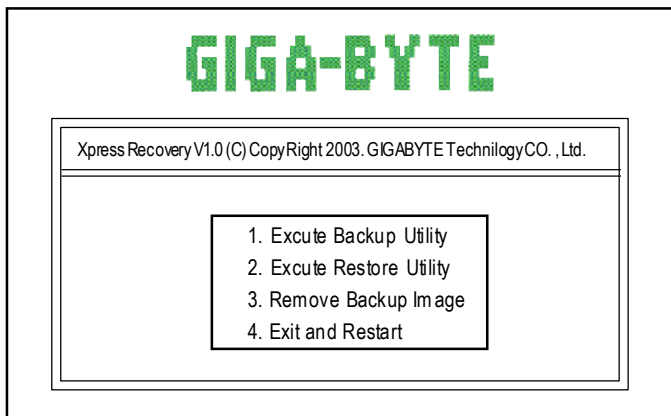 GIGA-BYTE
Xpress Recovery V1.0 (C) CopyRight 2003. GIGABYTE Technilogy CO. , Ltd.
1. Excute Backup Utility
2. Excute Restore Utility
3. Remove Backup Image
4. Exit and Restart